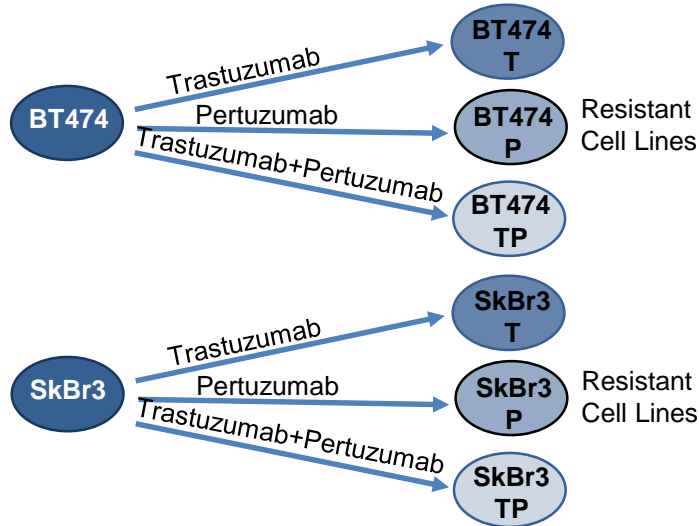 BT474
T
Trastuzumab
BT474
Pertuzumab
BT474
P
Resistant
Cell Lines
Trastuzumab+Pertuzumab
BT474
TP
SkBr3
T
Trastuzumab
SkBr3
Pertuzumab
SkBr3
P
Resistant
Cell Lines
Trastuzumab+Pertuzumab
SkBr3
TP